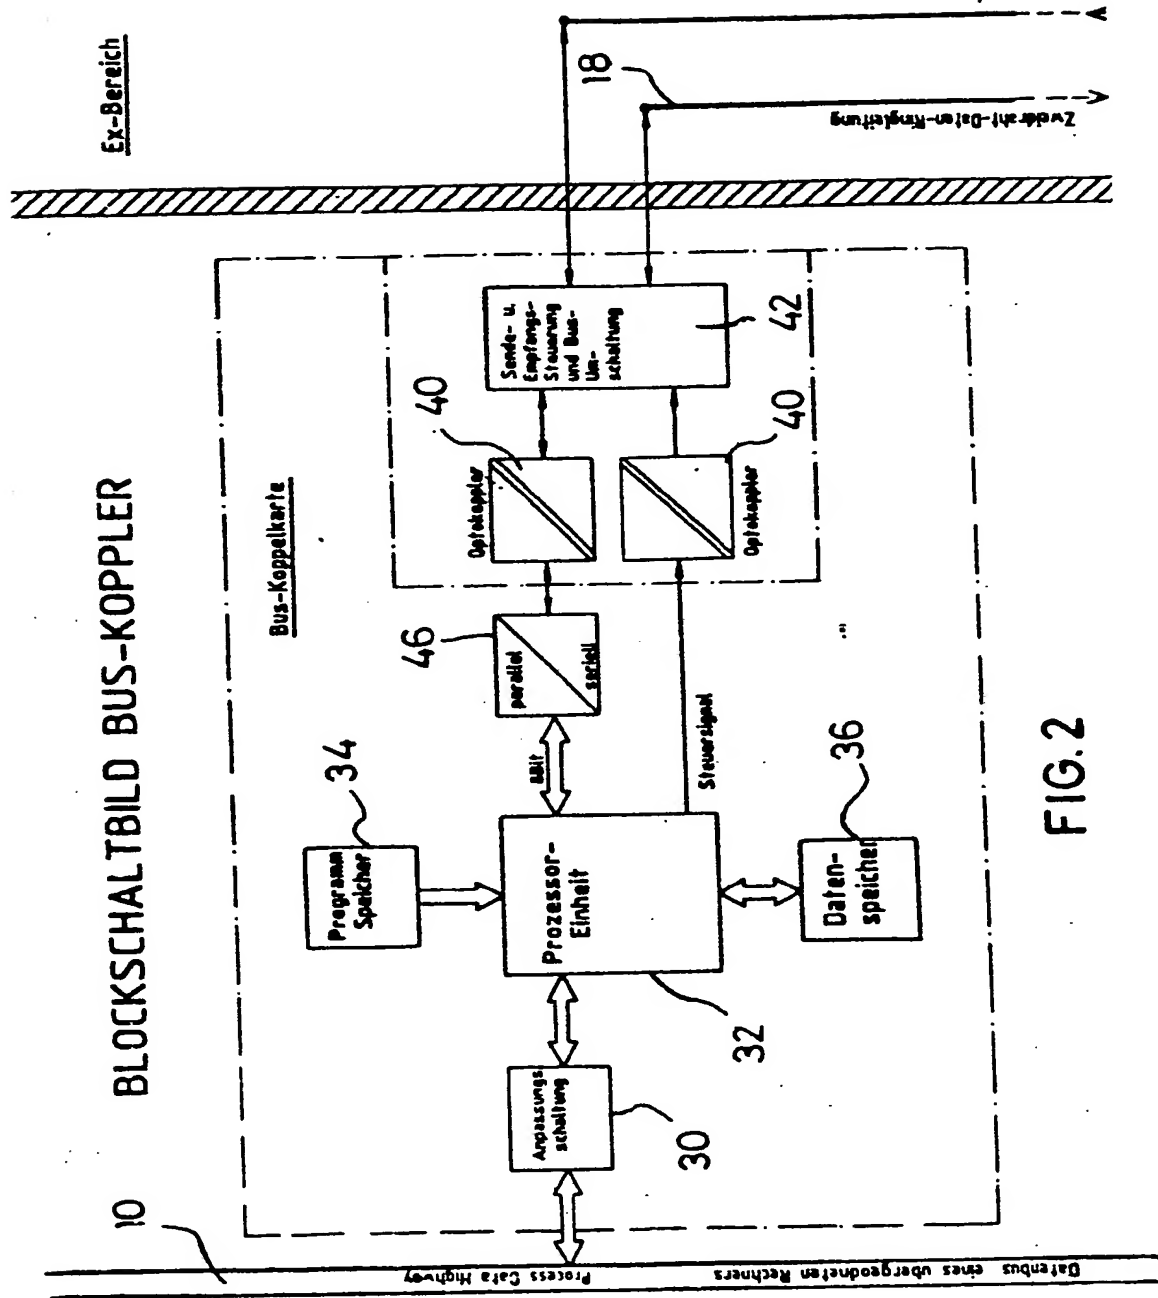 BLOCKSCHALTBILD BUS-KOPPLER
Ex-Bereich
Bus-Koppelkarte
10
Process Data Highway
Datenbus eines übergeodneten Rechners
Anpassungs
schaltung
30
Prozessor-
Einheit
32
Programm
Speicher
34
Daten-
speicher
36
8Bit
parallel
seriell
46
Steuersignal
Optokoppler
40
Optokoppler
40
Sende- u.
Empfangs-
Steuerung
und Bus-
Um-
schaltung
42
18
Zweidraht-Daten-Ringleitung
FIG. 2